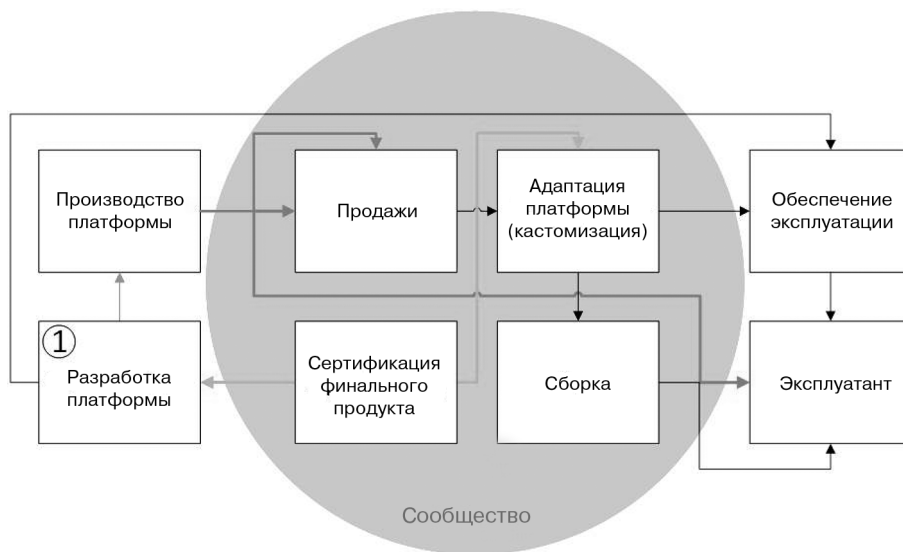 Производство
платформы
Продажи
Адаптация
платформы
(кастомизация)
Обеспечение
эксплуатации
1
Разработка
платформы
Сертификация
финального
продукта
Сборка
Эксплуатант
Сообщество